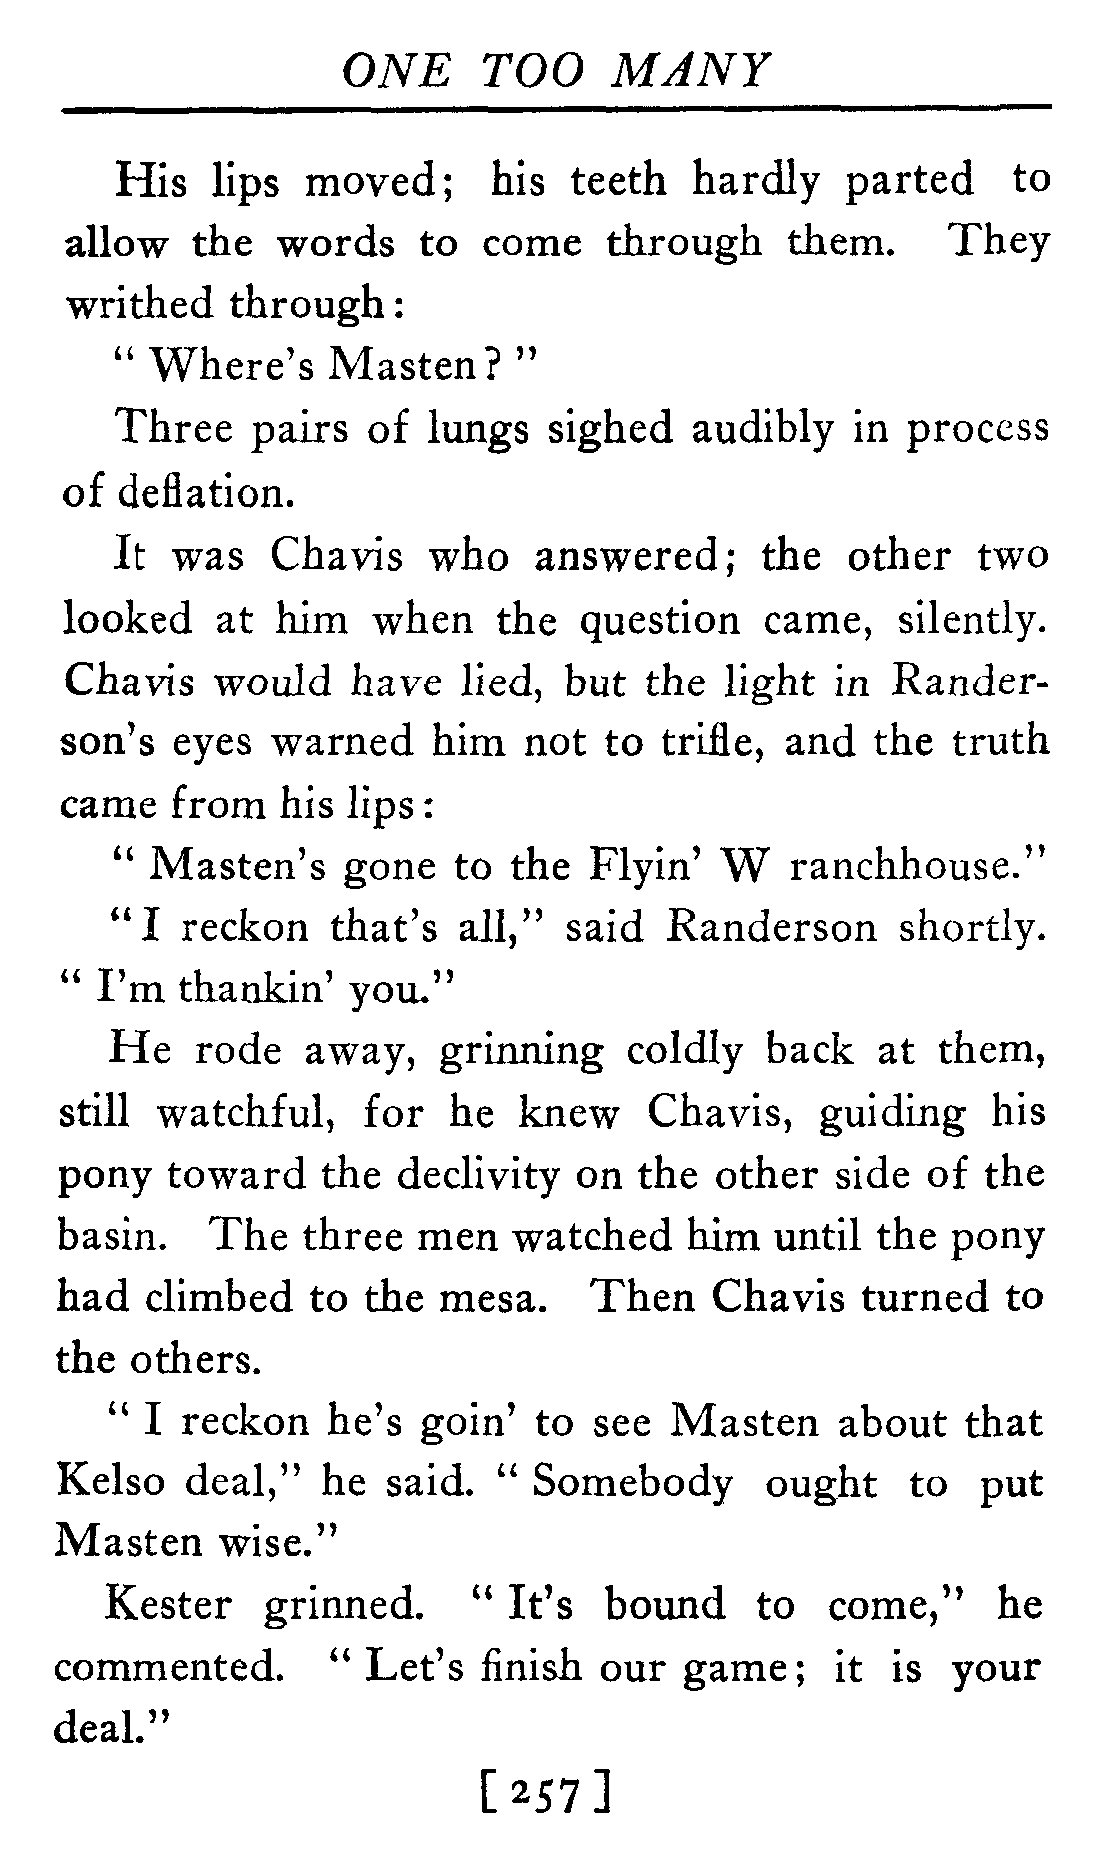 ONE TOO MANY
His lips moved; his teeth hardly parted to
allow the words to come through them. They
writhed through:
" Where's Masten? "
Three pairs of lungs sighed audibly in process
of deflation.
It was Chavis who answered; the other two
looked at him when the question came, silently.
Chavis would have lied, but the light in Rander-
son's eyes warned him not to trifle, and the truth
came from his lips:
" Masten's gone to the Flyin' W ranchhouse."
" I reckon that's all," said Randerson shortly.
" I'm thankin' you."
He rode away, grinning coldly back at them,
still watchful, for he knew Chavis, guiding his
pony toward the declivity on the other side of the
basin. The three men watched him until the pony
had climbed to the mesa. Then Chavis turned to
the others.
" I reckon he's goin' to see Masten about that
Kelso deal," he said. " Somebody ought to put
Masten wise."
Kester grinned. " It's bound to come," he
commented. " Let's finish our game; it is your
deal."
[ 257 ]